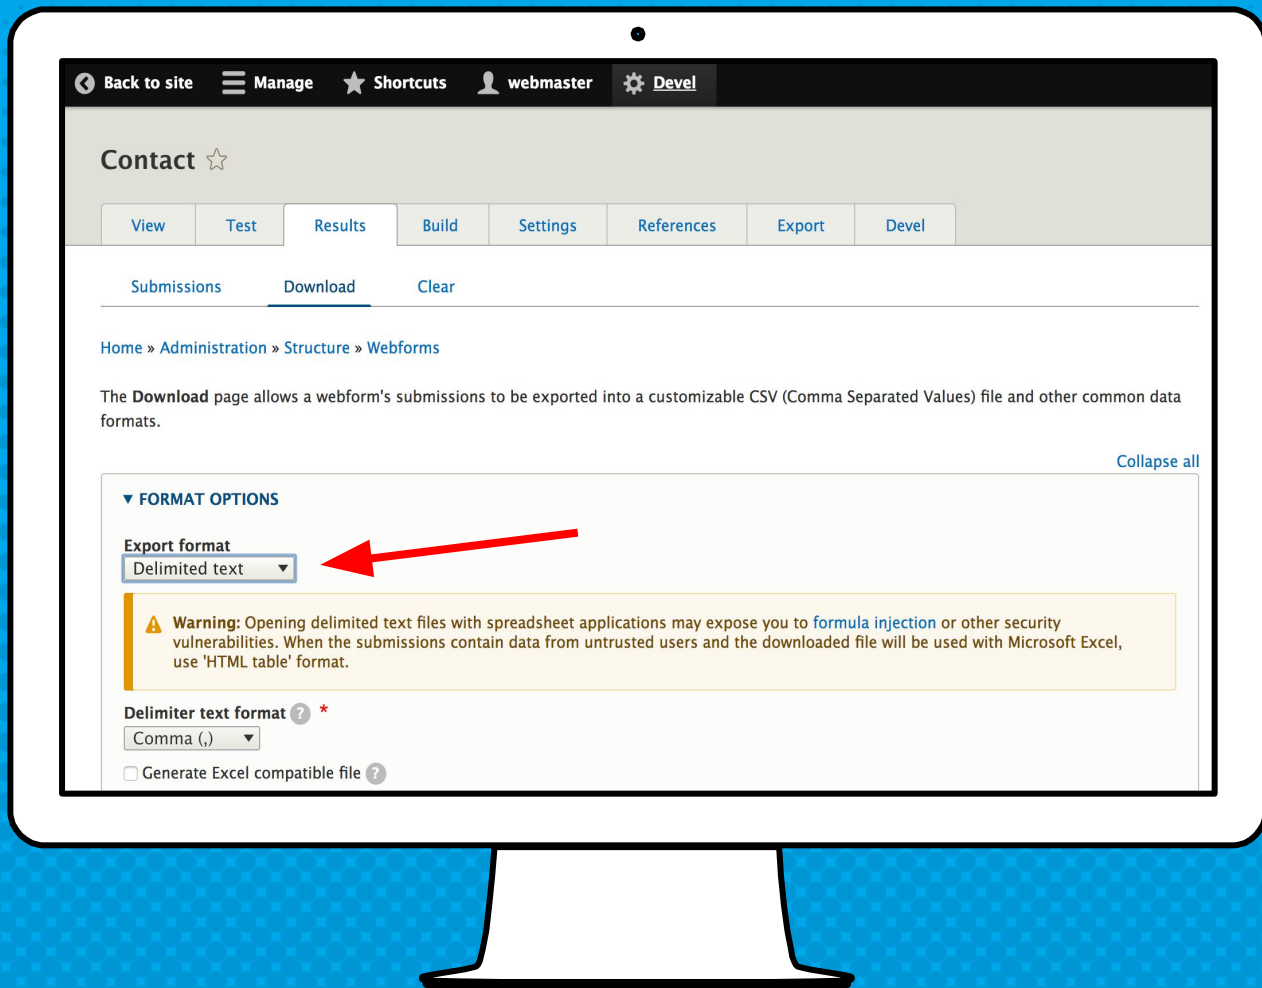 Back to site Manage Shortcuts webmaster Devel
Contact
View Test Results Build Settings References Export Devel
Submissions Download Clear
Home » Administration » Structure » Webforms
The Download page allows a webform's submissions to be exported into a customizable CSV (Comma Separated Values) file and other common data
formats.
Collapse all
▼ FORMAT OPTIONS
Export format
Delimited text ▼
Warning: Opening delimited text files with spreadsheet applications may expose you to formula injection or other security
vulnerabilities. When the submissions contain data from untrusted users and the downloaded file will be used with Microsoft Excel,
use 'HTML table' format.
Delimiter text format ? *
Comma (,) ▼
Generate Excel compatible file ?